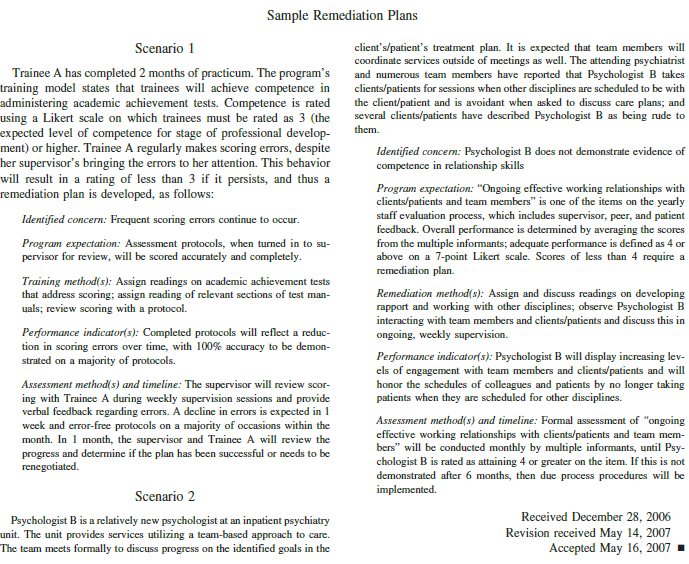 Sample Remediation Plans
Scenario 1
Trainee A has completed 2 months of practicum. The program's
training model states that trainees will achieve competence in
administering academic achievement tests. Competence is rated
using a Likert scale on which trainees must be rated as 3 (the
expected level of competence for stage of professional develop-
ment) or higher. Trainee A regularly makes scoring errors, despite
her supervisor's bringing the errors to her attention. This behavior
will result in a rating of less than 3 if it persists, and thus a
remediation plan is developed, as follows:
Identified concern: Frequent scoring errors continue to occur.
Program expectation: Assessment protocols, when turned in to su-
pervisor for review, will be scored accurately and completely.
Training method(s): Assign readings on academic achievement tests
that address scoring; assign reading of relevant sections of test man-
uals; review scoring with a protocol.
Performance indicator(s): Completed protocols will reflect a reduc-
tion in scoring errors over time, with 100% accuracy to be demon-
strated on a majority of protocols.
Assessment method(s) and timeline: The supervisor will review scor-
ing with Trainee A during weekly supervision sessions and provide
verbal feedback regarding errors. A decline in errors is expected in 1
week and error-free protocols on a majority of occasions within the
month. In 1 month, the supervisor and Trainee A will review the
progress and determine if the plan has been successful or needs to be
renegotiated.
Scenario 2
Psychologist B is a relatively new psychologist at an inpatient psychiatry
unit. The unit provides services utilizing a team-based approach to care.
The team meets formally to discuss progress on the identified goals in the
client's/patient's treatment plan. It is expected that team members will
coordinate services outside of meetings as well. The attending psychiatrist
and numerous team members have reported that Psychologist B takes
clients/patients for sessions when other disciplines are scheduled to be with
the client/patient and is avoidant when asked to discuss care plans; and
several clients/patients have described Psychologist B as being rude to
them.
Identified concern: Psychologist B does not demonstrate evidence of
competence in relationship skills
Program expectation: "Ongoing effective working relationships with
clients/patients and team members" is one of the items on the yearly
staff evaluation process, which includes supervisor, peer, and patient
feedback. Overall performance is determined by averaging the scores
from the multiple informants; adequate performance is defined as 4 or
above on a 7-point Likert scale. Scores of less than 4 require a
remediation plan.
Remediation method(s): Assign and discuss readings on developing
rapport and working with other disciplines; observe Psychologist B
interacting with team members and clients/patients and discuss this in
ongoing, weekly supervision.
Performance indicator(s): Psychologist B will display increasing lev-
els of engagement with team members and clients/patients and will
honor the schedules of colleagues and patients by no longer taking
patients when they are scheduled for other disciplines.
Assessment method(s) and timeline: Formal assessment of "ongoing
effective working relationships with clients/patients and team mem-
bers" will be conducted monthly by multiple informants, until Psy-
chologist B is rated as attaining 4 or greater on the item. If this is not
demonstrated after 6 months, then due process procedures will be
implemented.
Received December 28, 2006
Revision received May 14, 2007
Accepted May 16, 2007 ■